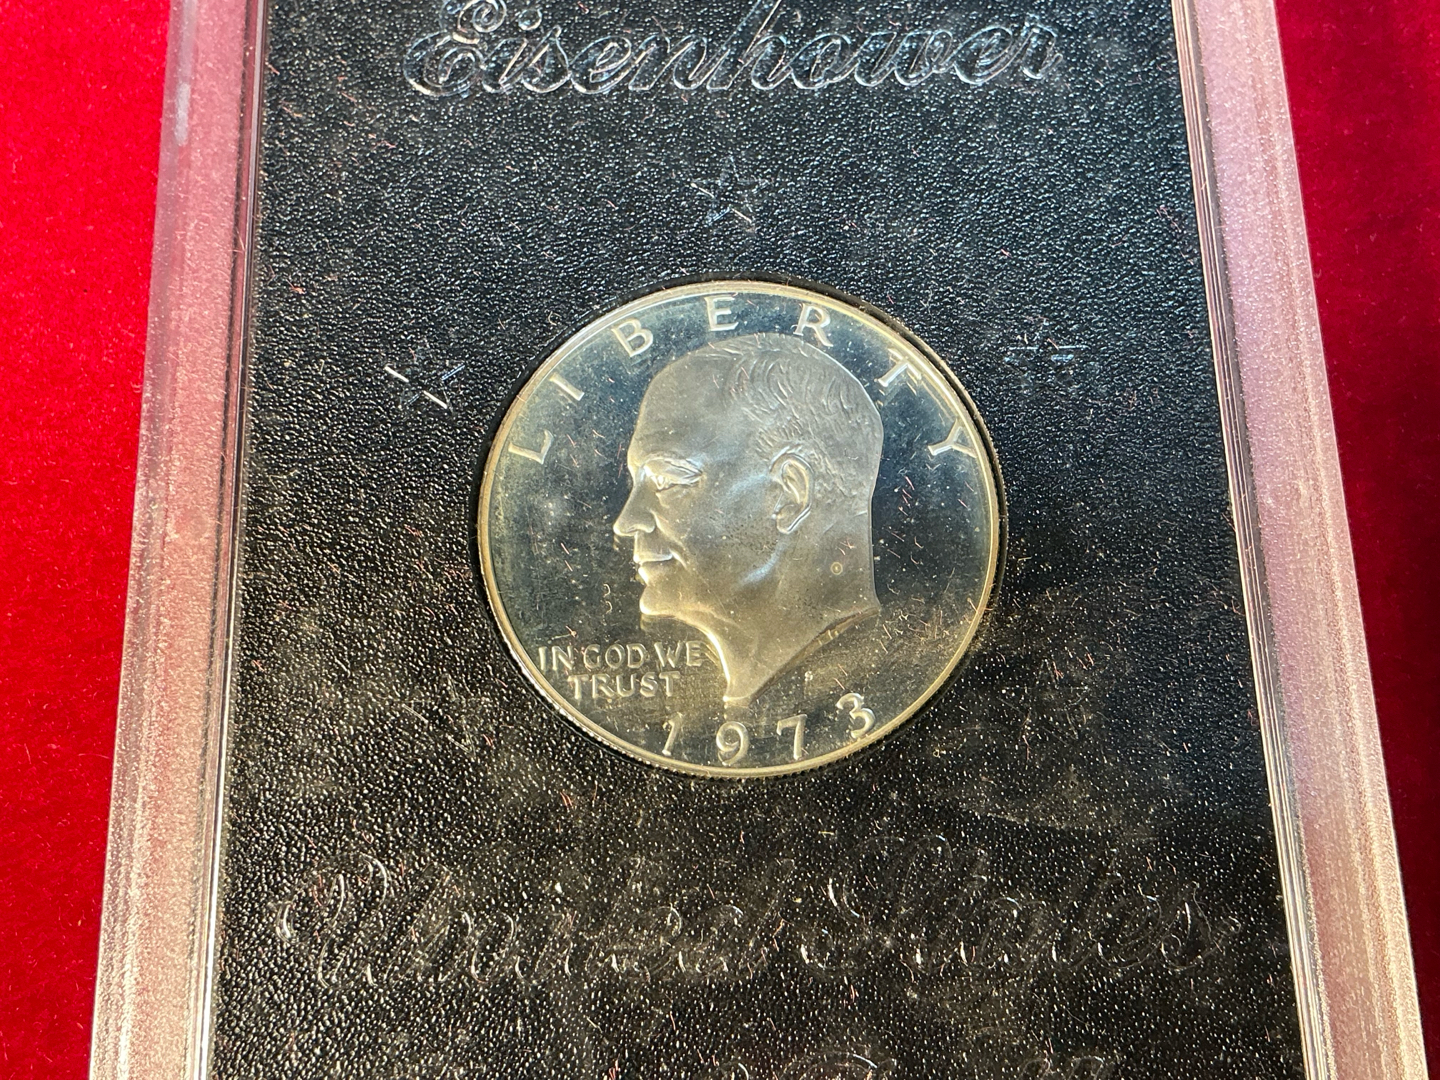 Eisenhower
LIBERTY
IN GOD WE
TRUST
1973
United States